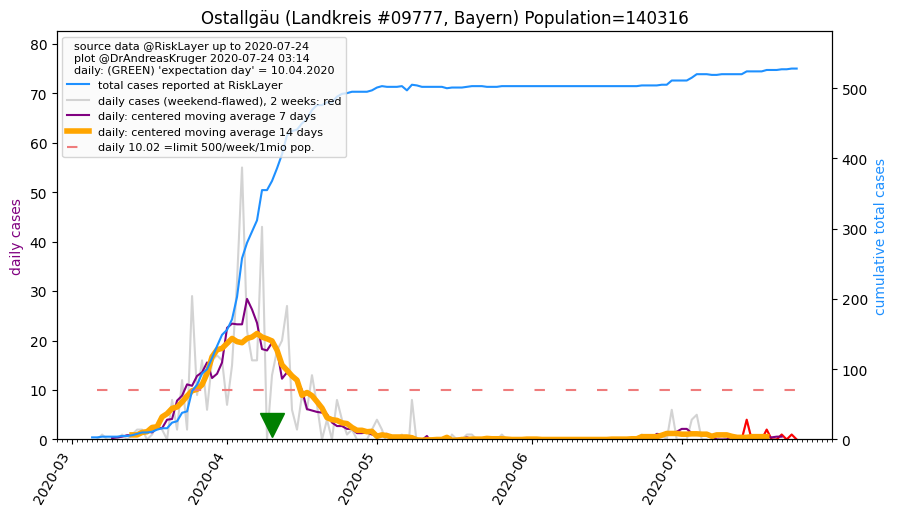 Ostallgäu (Landkreis #09777, Bayern) Population=140316
source data @RiskLayer up to 2020-07-24
plot @DrAndreasKruger 2020-07-24 03:14
daily: (GREEN) 'expectation day' = 10.04.2020
total cases reported at RiskLayer
daily cases (weekend-flawed), 2 weeks: red
daily: centered moving average 7 days
daily: centered moving average 14 days
daily 10.02 =limit 500/week/1mio pop.
daily cases
80
70
60
50
40
30
20
10
0
cumulative total cases
500
400
300
200
100
0
2020-03
2020-04
2020-05
2020-06
2020-07